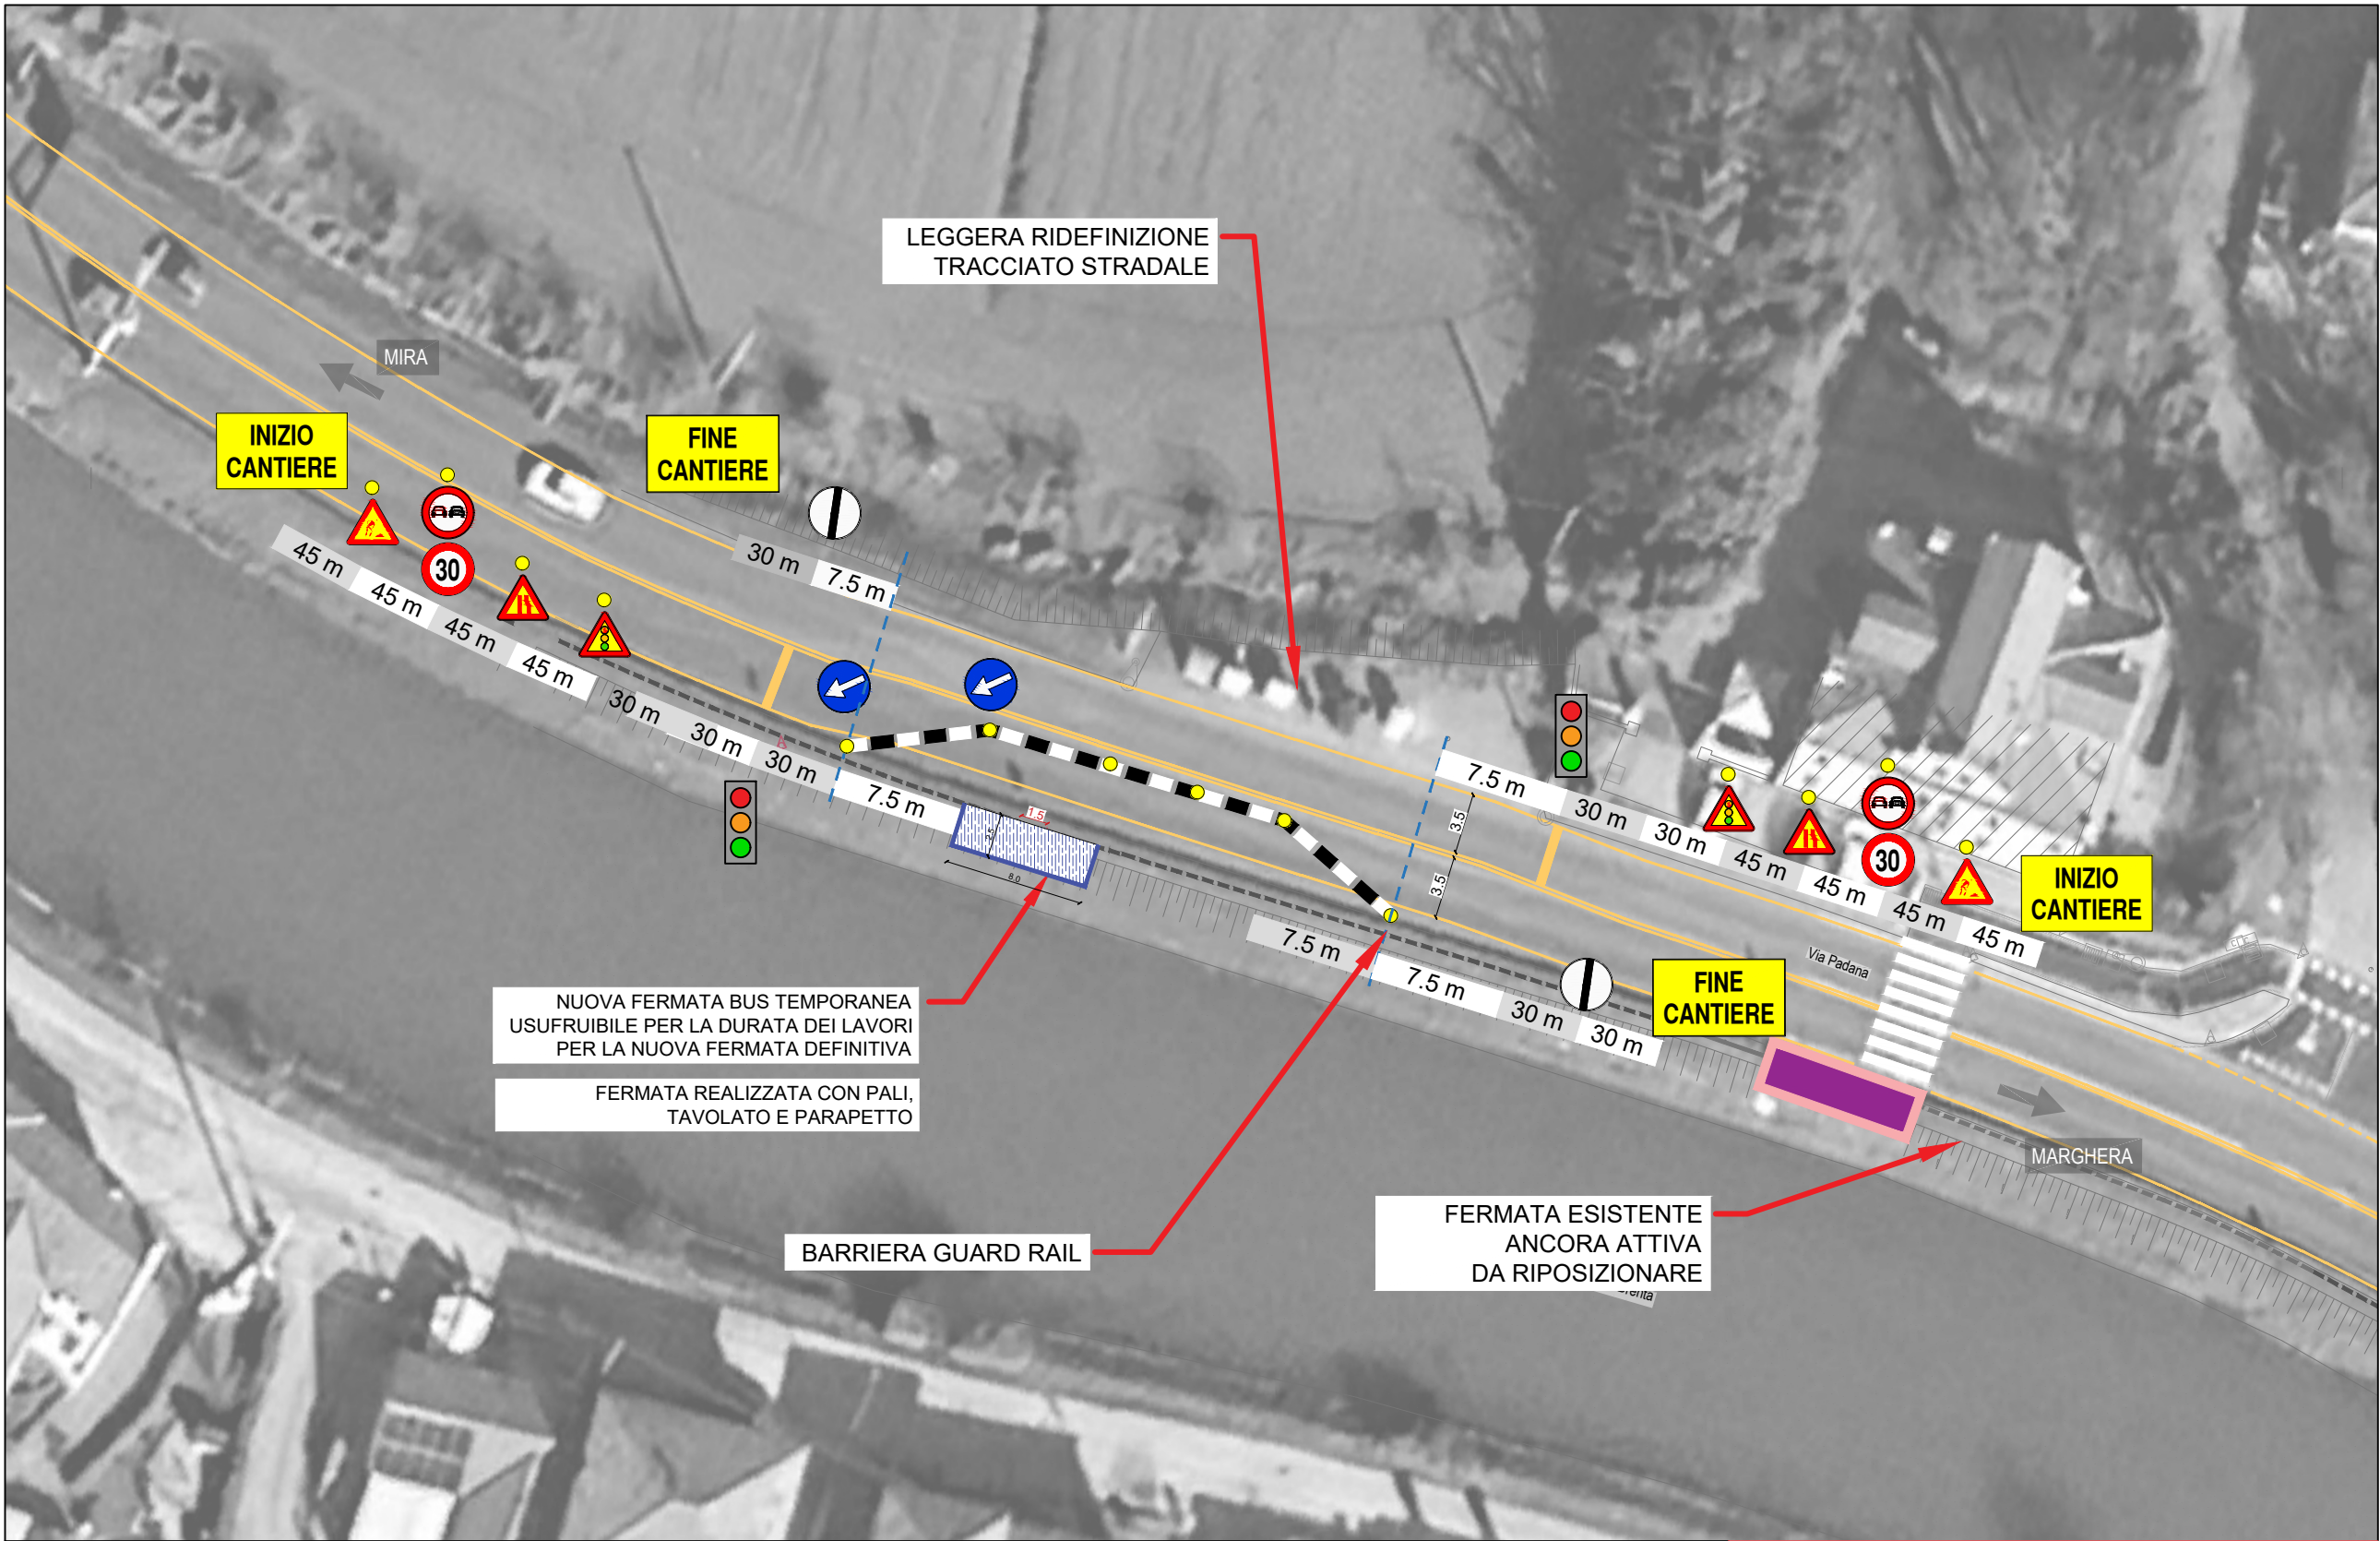 LEGGERA RIDEFINIZIONE
TRACCIATO STRADALE
MIRA
INIZIO
CANTIERE
FINE
CANTIERE
30
45 m
45 m
45 m
45 m
30 m
30 m
30 m
7.5 m
30 m
7.5 m
1.5
2.5
8.0
3.5
3.5
7.5 m
30 m
30 m
45 m
45 m
45 m
45 m
30
INIZIO
CANTIERE
Via Padana
7.5 m
7.5 m
30 m
30 m
FINE
CANTIERE
NUOVA FERMATA BUS TEMPORANEA
USUFRUIBILE PER LA DURATA DEI LAVORI
PER LA NUOVA FERMATA DEFINITIVA
FERMATA REALIZZATA CON PALI,
TAVOLATO E PARAPETTO
BARRIERA GUARD RAIL
MARGHERA
FERMATA ESISTENTE
ANCORA ATTIVA
DA RIPOSIZIONARE